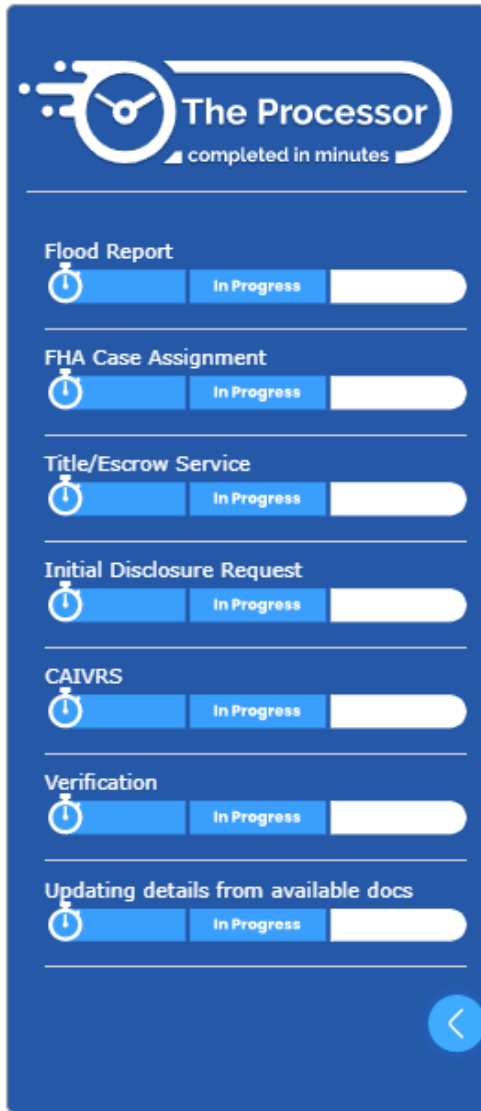 The Processor
completed in minutes
Flood Report
In Progress
FHA Case Assignment
In Progress
Title/Escrow Service
In Progress
Initial Disclosure Request
In Progress
CAIVRS
In Progress
Verification
In Progress
Updating details from available docs
In Progress